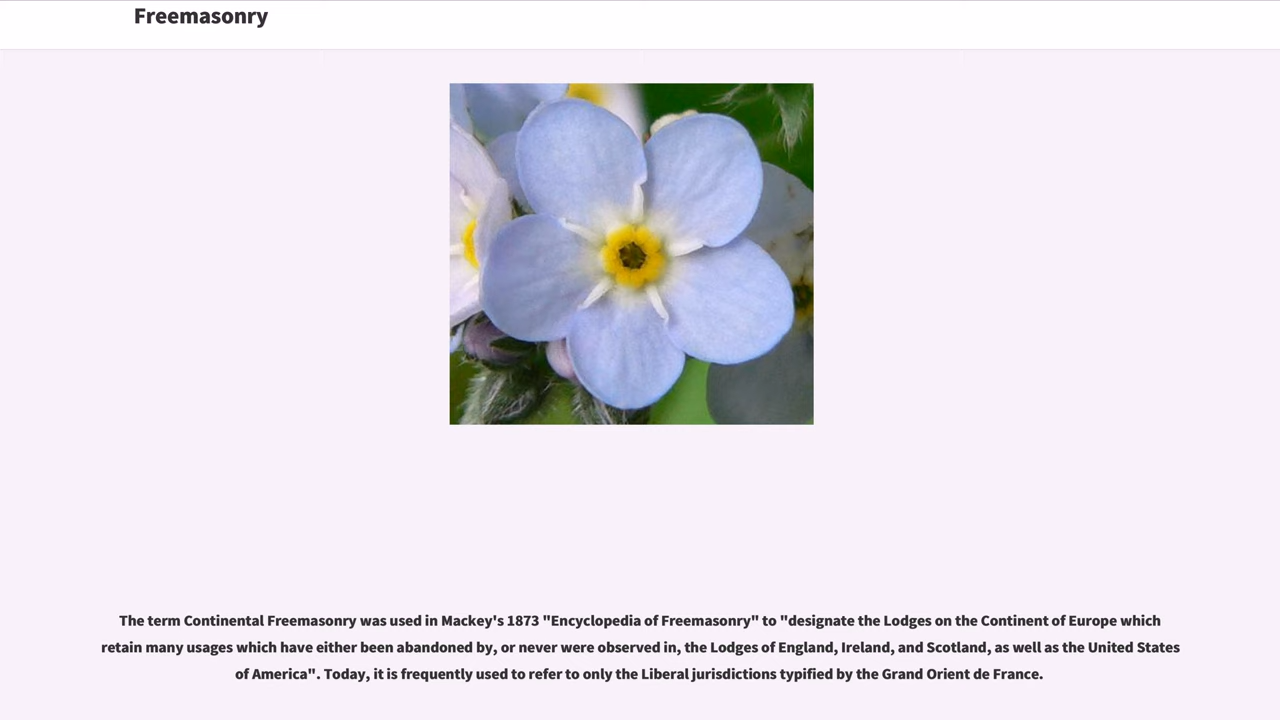 Freemasonry
The term Continental Freemasonry was used in Mackey's 1873 "Encyclopedia of Freemasonry" to "designate the Lodges on the Continent of Europe which
retain many usages which have either been abandoned by, or never were observed in, the Lodges of England, Ireland, and Scotland, as well as the United States
of America". Today, it is frequently used to refer to only the Liberal jurisdictions typified by the Grand Orient de France.